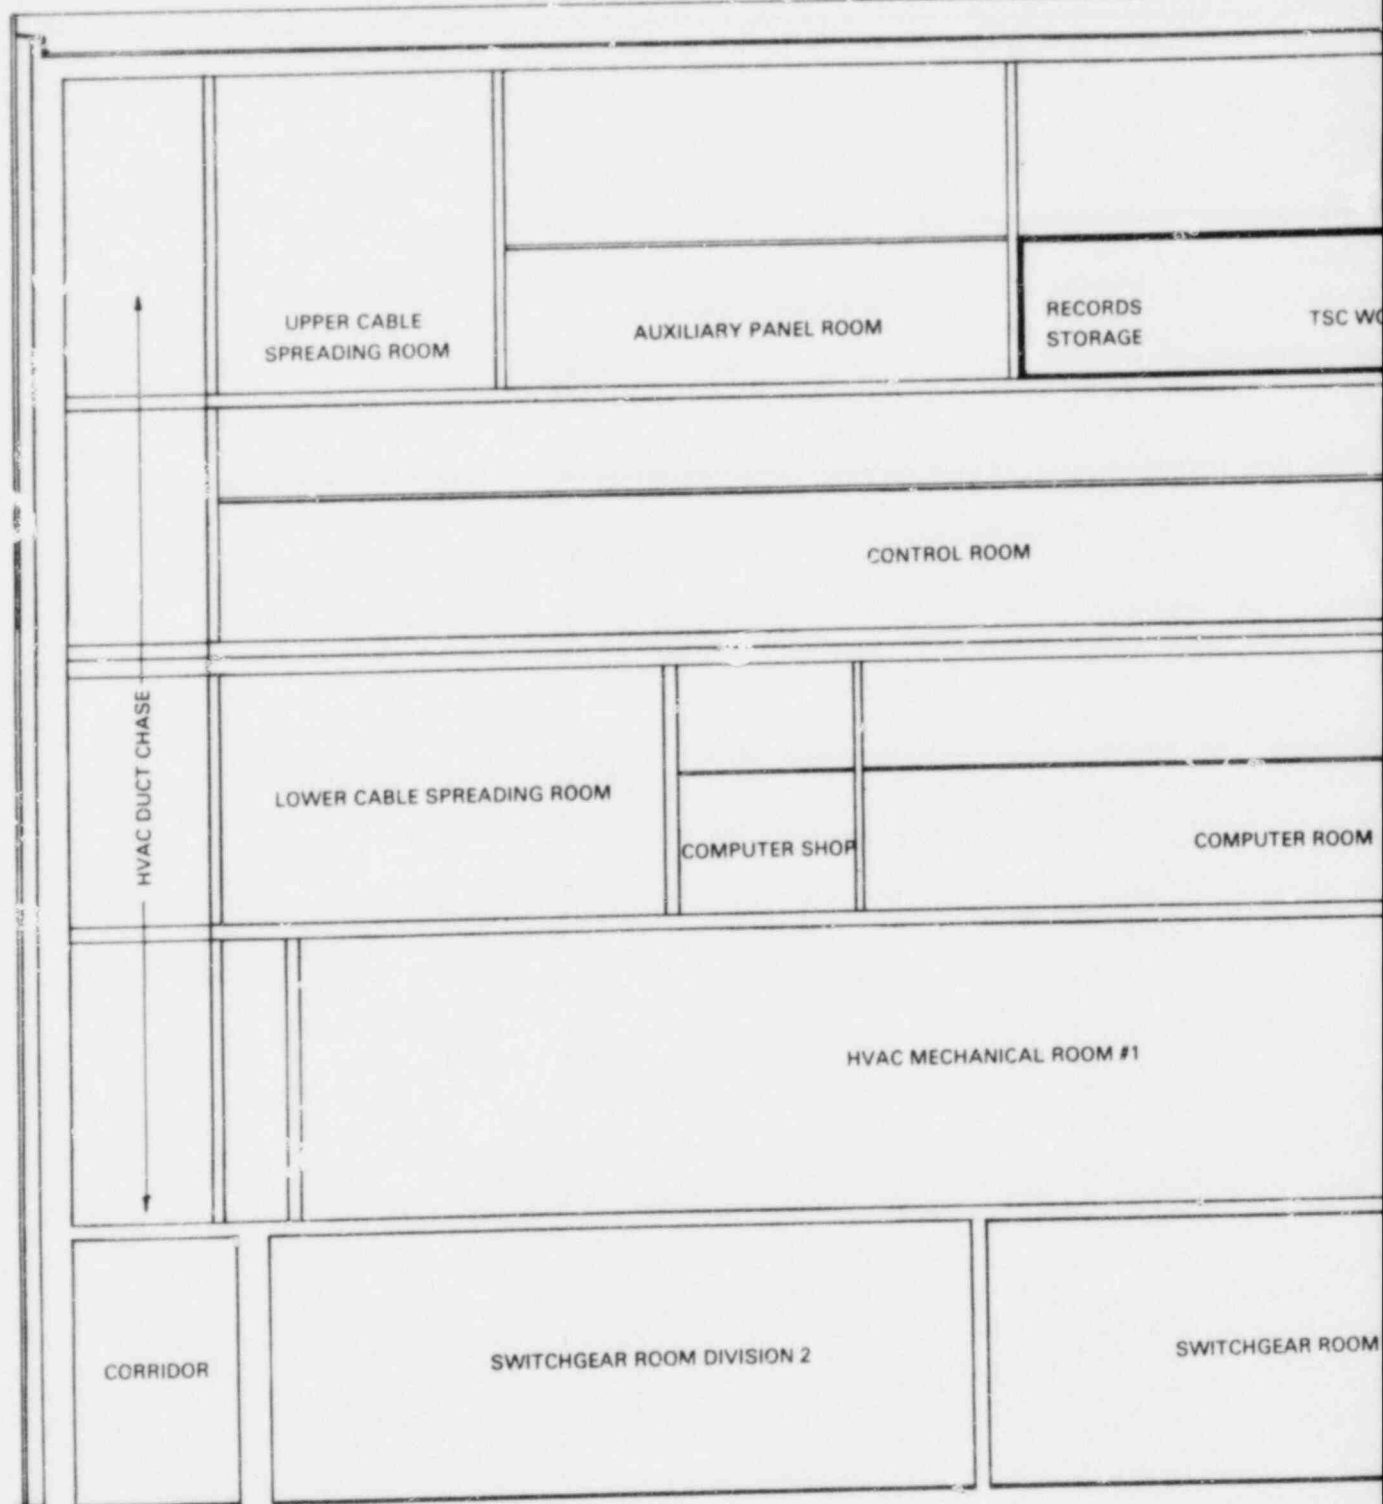 UPPER CABLE
SPREADING ROOM
AUXILIARY PANEL ROOM
RECORDS
STORAGE
TSC
CONTROL ROOM
HVAC DUCT CHASE
LOWER CABLE SPREADING ROOM
COMPUTER SHOP
COMPUTER ROOM
HVAC MECHANICAL ROOM #1
CORRIDOR
SWITCHGEAR ROOM DIVISION 2
SWITCHGEAR ROOM